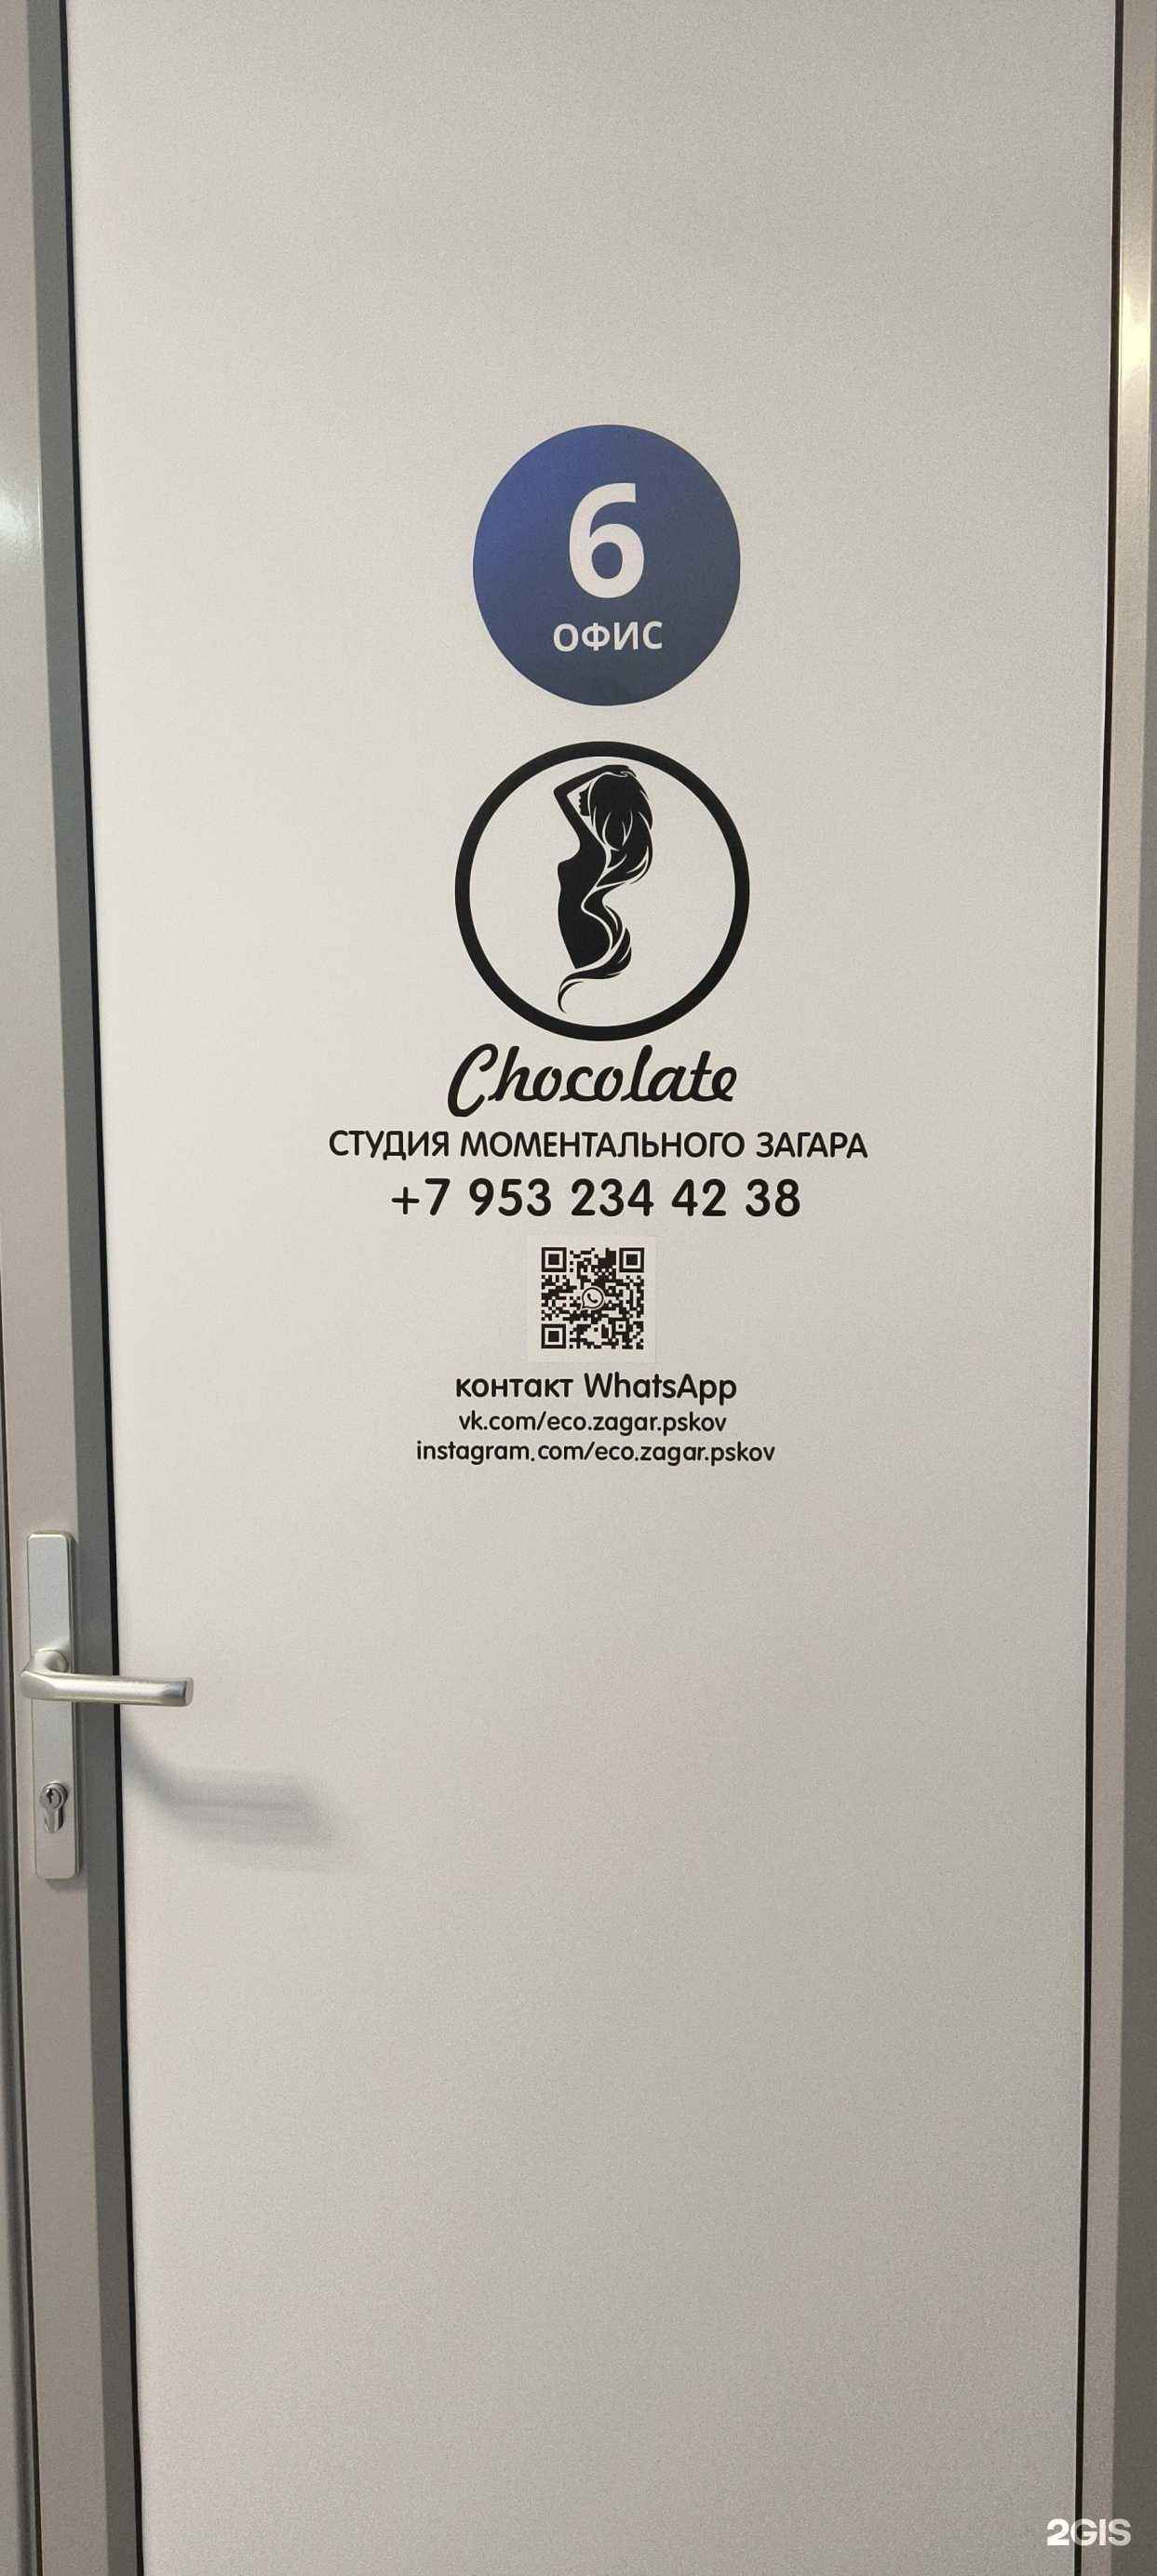 6
ОФИС
Chocolate
СТУДИЯ МОМЕНТАЛЬНОГО ЗАГАРА
+7 953 234 42 38
контакт WhatsApp
vk.com/eco.zagar.pskov
instagram.com/eco.zagar.pskov
2GIS